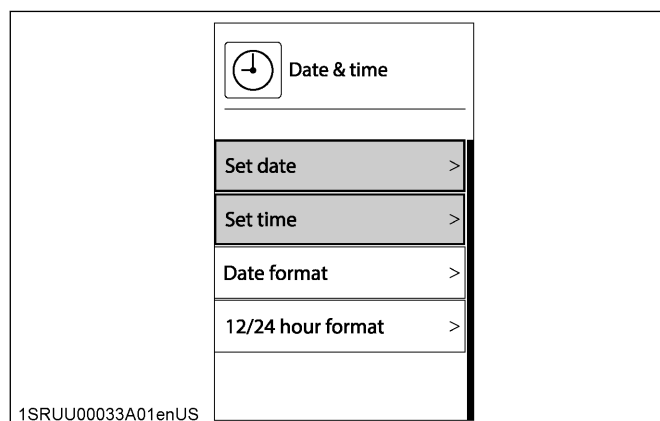 Date & time
Set date >
Set time >
Date format >
12/24 hour format >
1SRUU00033A01enUS